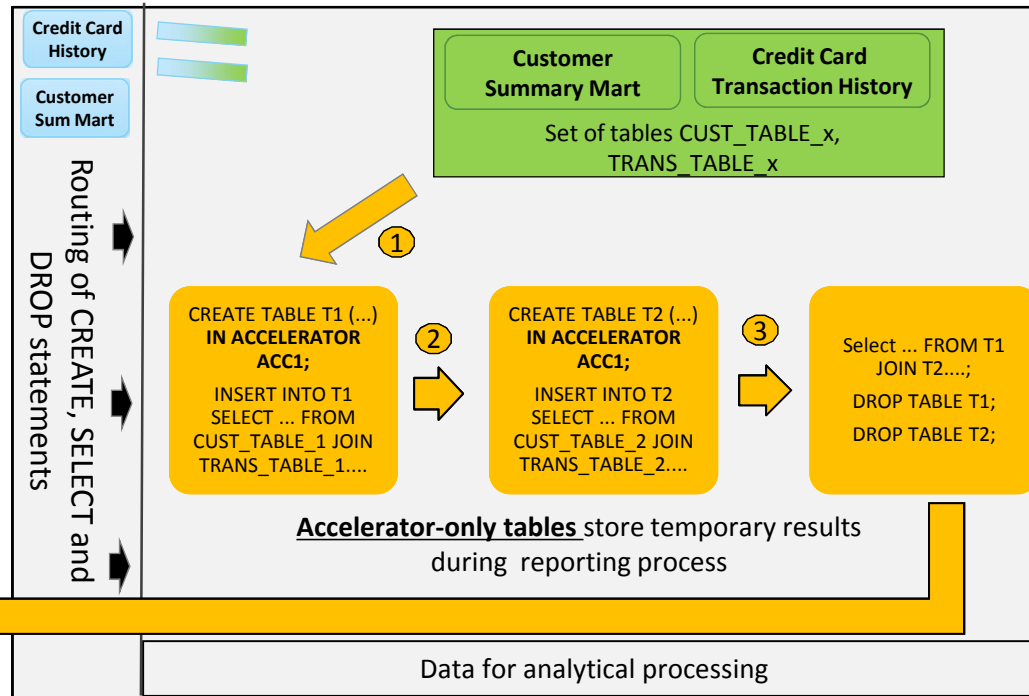 Credit Card
History
Customer
Sum Mart
Routing of CREATE, SELECT and
DROP statements
Customer
Summary Mart
Credit Card
Transaction History
Set of tables CUST_TABLE_x,
TRANS_TABLE_x
1
CREATE TABLE T1 (...)
IN ACCELERATOR
ACC1;
INSERT INTO T1
SELECT ... FROM
CUST_TABLE_1 JOIN
TRANS_TABLE_1....
2
CREATE TABLE T2 (...)
IN ACCELERATOR
ACC1;
INSERT INTO T2
SELECT ... FROM
CUST_TABLE_2 JOIN
TRANS_TABLE_2....
3
Select ... FROM T1
JOIN T2....;
DROP TABLE T1;
DROP TABLE T2;
Accelerator-only tables store temporary results
during reporting process
Data for analytical processing